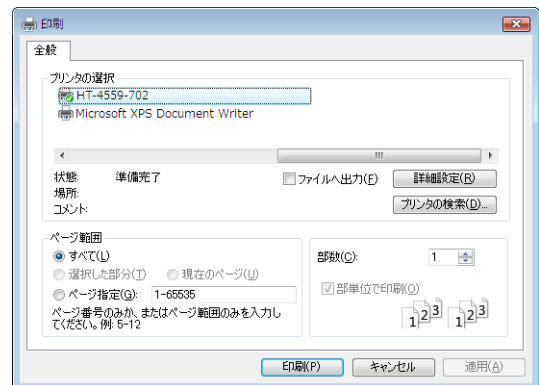 印刷
全般
プリンタの選択
HT-4559-702
Microsoft XPS Document Writer
状態: 準備完了
ファイルへ出力(F)
詳細設定(R)
場所:
コメント:
プリンタの検索(D)...
ページ範囲
すべて(L)
選択した部分(T)
現在のページ(U)
ページ指定(G): 1-65535
ページ番号のみか、またはページ範囲のみを入力し
てください。例: 5-12
部数(C): 1
部単位で印刷(O)
1 2 3 1 2 3
印刷(P)
キャンセル
適用(A)